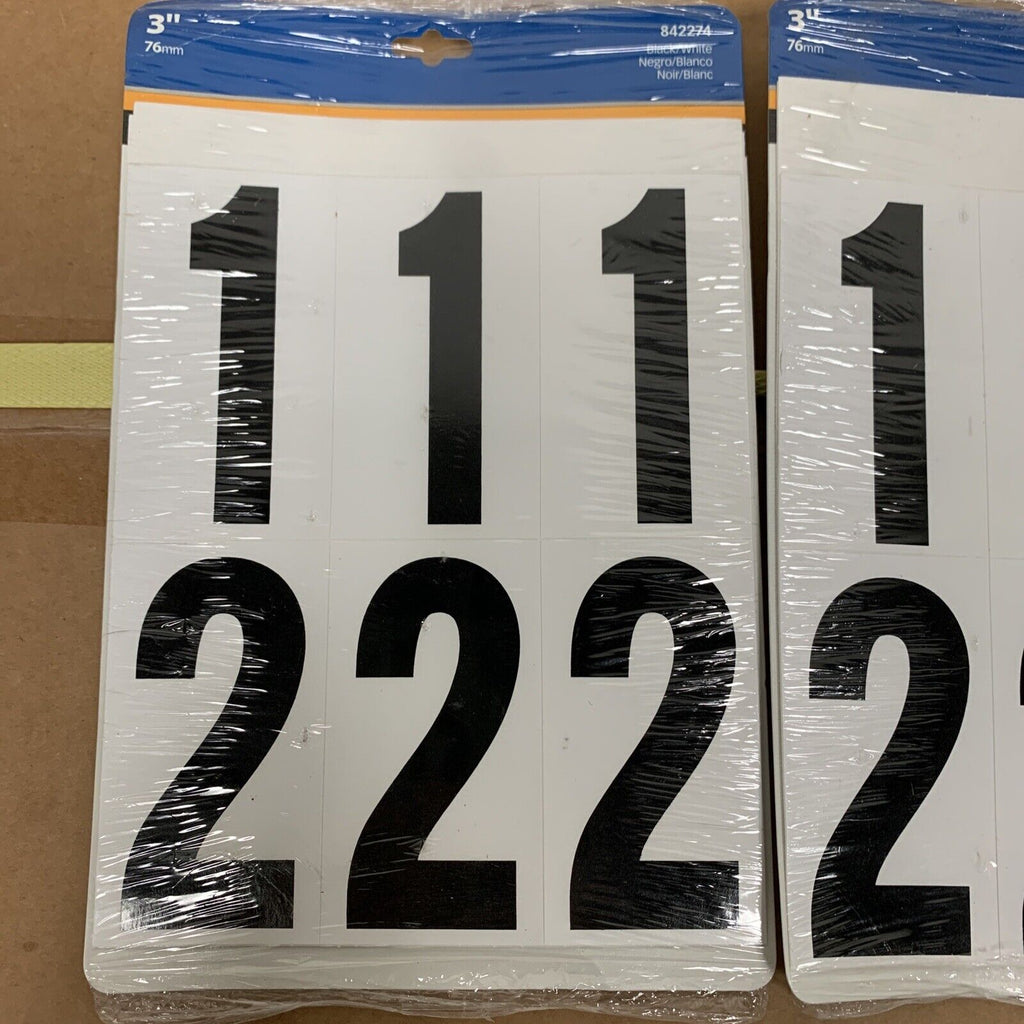 3"
76mm
842274
Black/White
Negro/Blanco
Noir/Blanc
1 1 1
2 2 2
3"
76mm
1
2